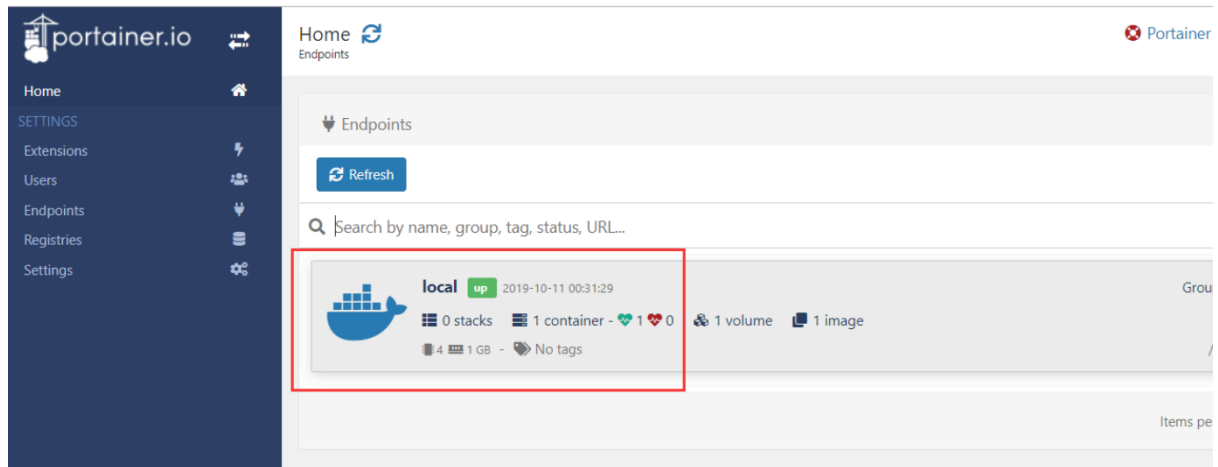 portainer.io
Home
SETTINGS
Extensions
Users
Endpoints
Registries
Settings
Home
Endpoints
Portainer
Endpoints
Refresh
Search by name, group, tag, status, URL...
local up 2019-10-11 00:31:29
Grou
0 stacks 1 container - 1 0 1 volume 1 image
4 1 GB - No tags
/
Items pe